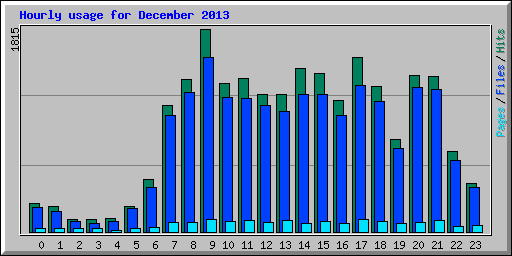 Hourly usage for December 2013
1815
Pages/Files/Hits
0 1 2 3 4 5 6 7 8 9 10 11 12 13 14 15 16 17 18 19 20 21 22 23